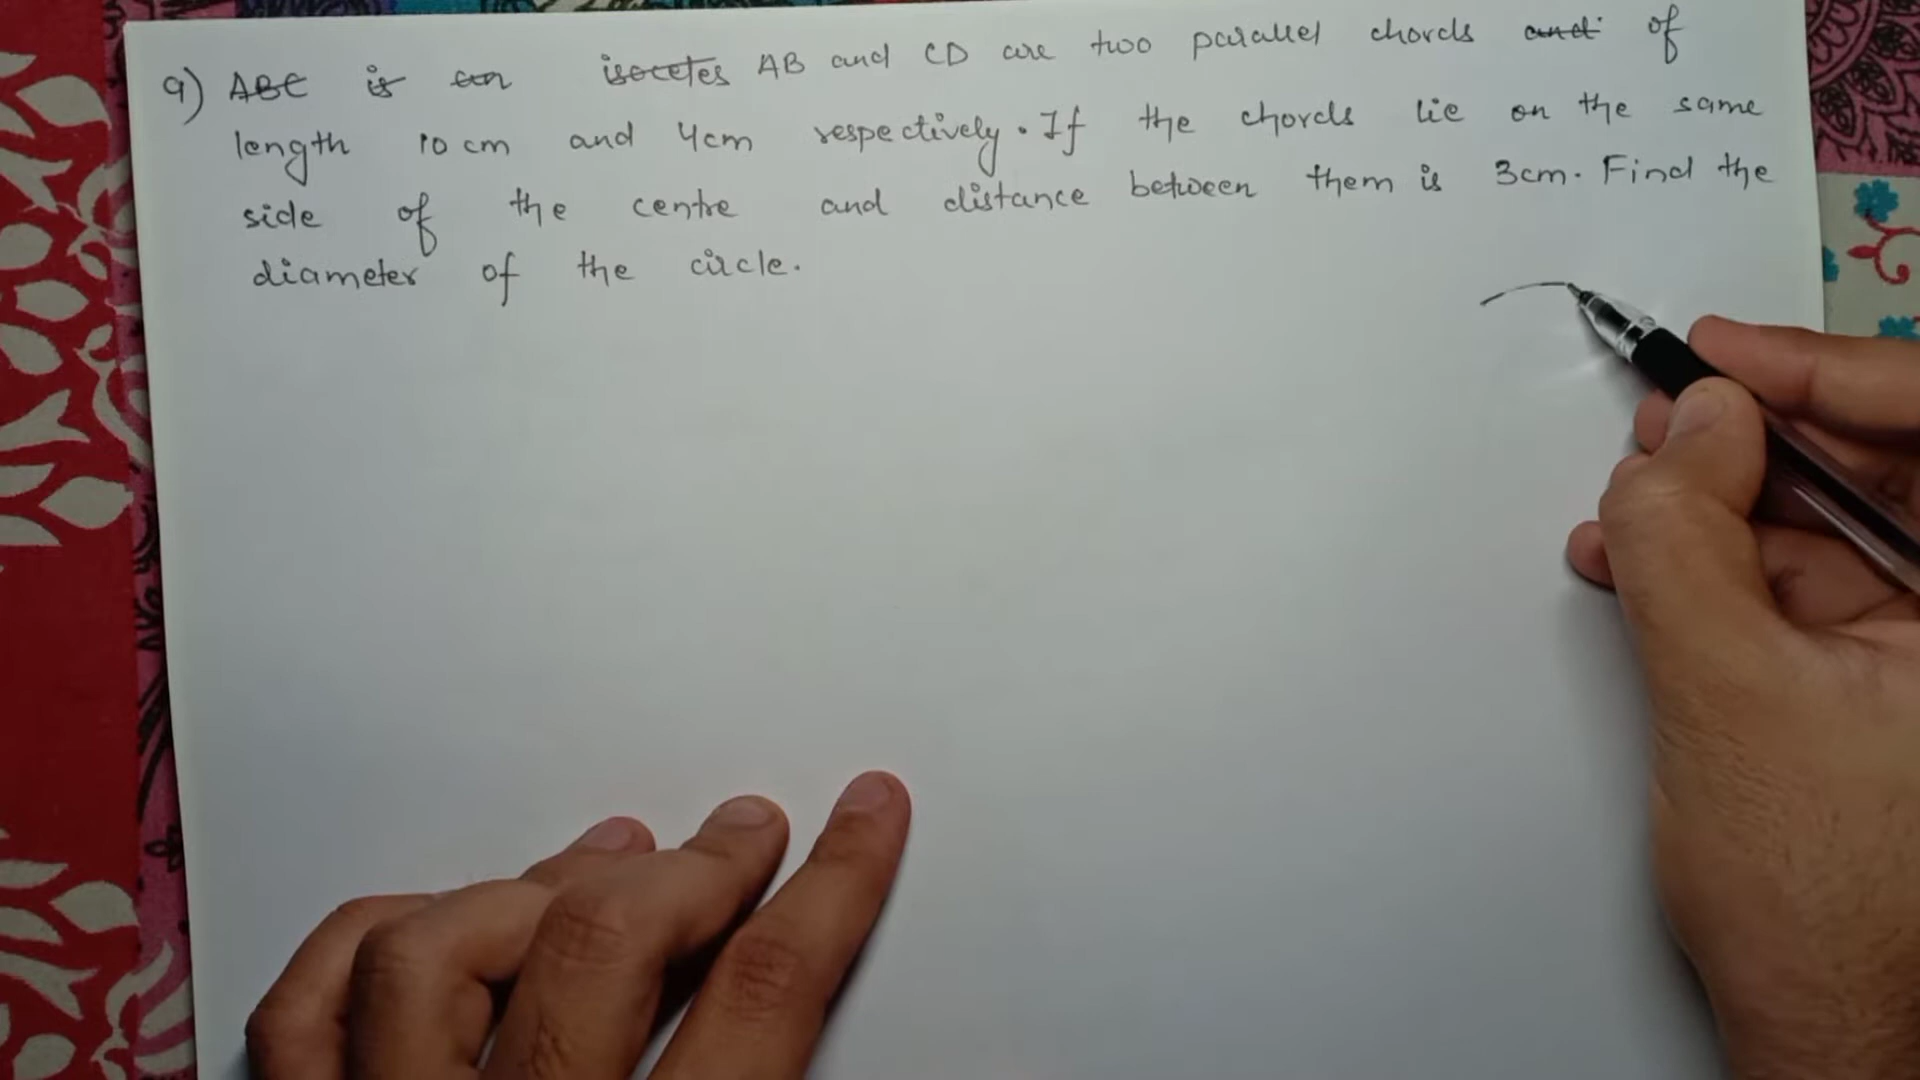 9) ABC is an isoceles AB and CD are two parallel chords and of
length 10 cm and 4cm respectively. If the chords lie on the same
side of the centre and distance between them is 3cm. Find the
diameter of the circle.